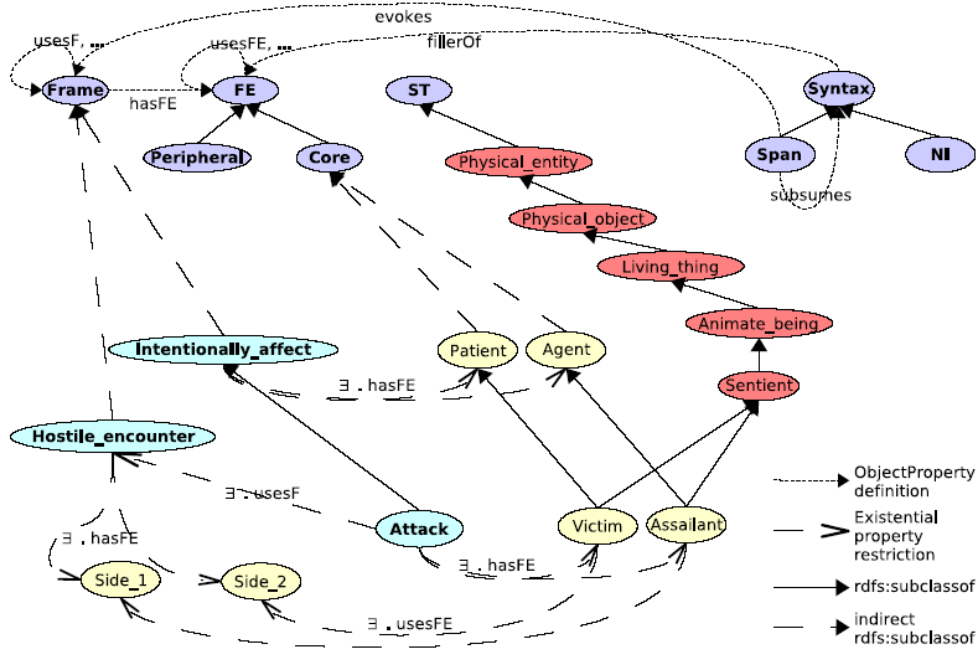 evokes
usesF, ...
usesFE, ...
fillerOf
Frame
FE
ST
Syntax
hasFE
Peripheral
Core
Physical_entity
Span
NI
subsumes
Physical_object
Living_thing
Animate_being
Intentionally_affect
Patient
Agent
∃ . hasFE
Sentient
Hostile_encounter
∃ . usesF
ObjectProperty
definition
Attack
Victim
Assailant
Existential
property
restriction
∃ . hasFE
∃ . hasFE
Side_1
Side_2
rdfs:subclassof
∃ . usesFE
indirect
rdfs:subclassof